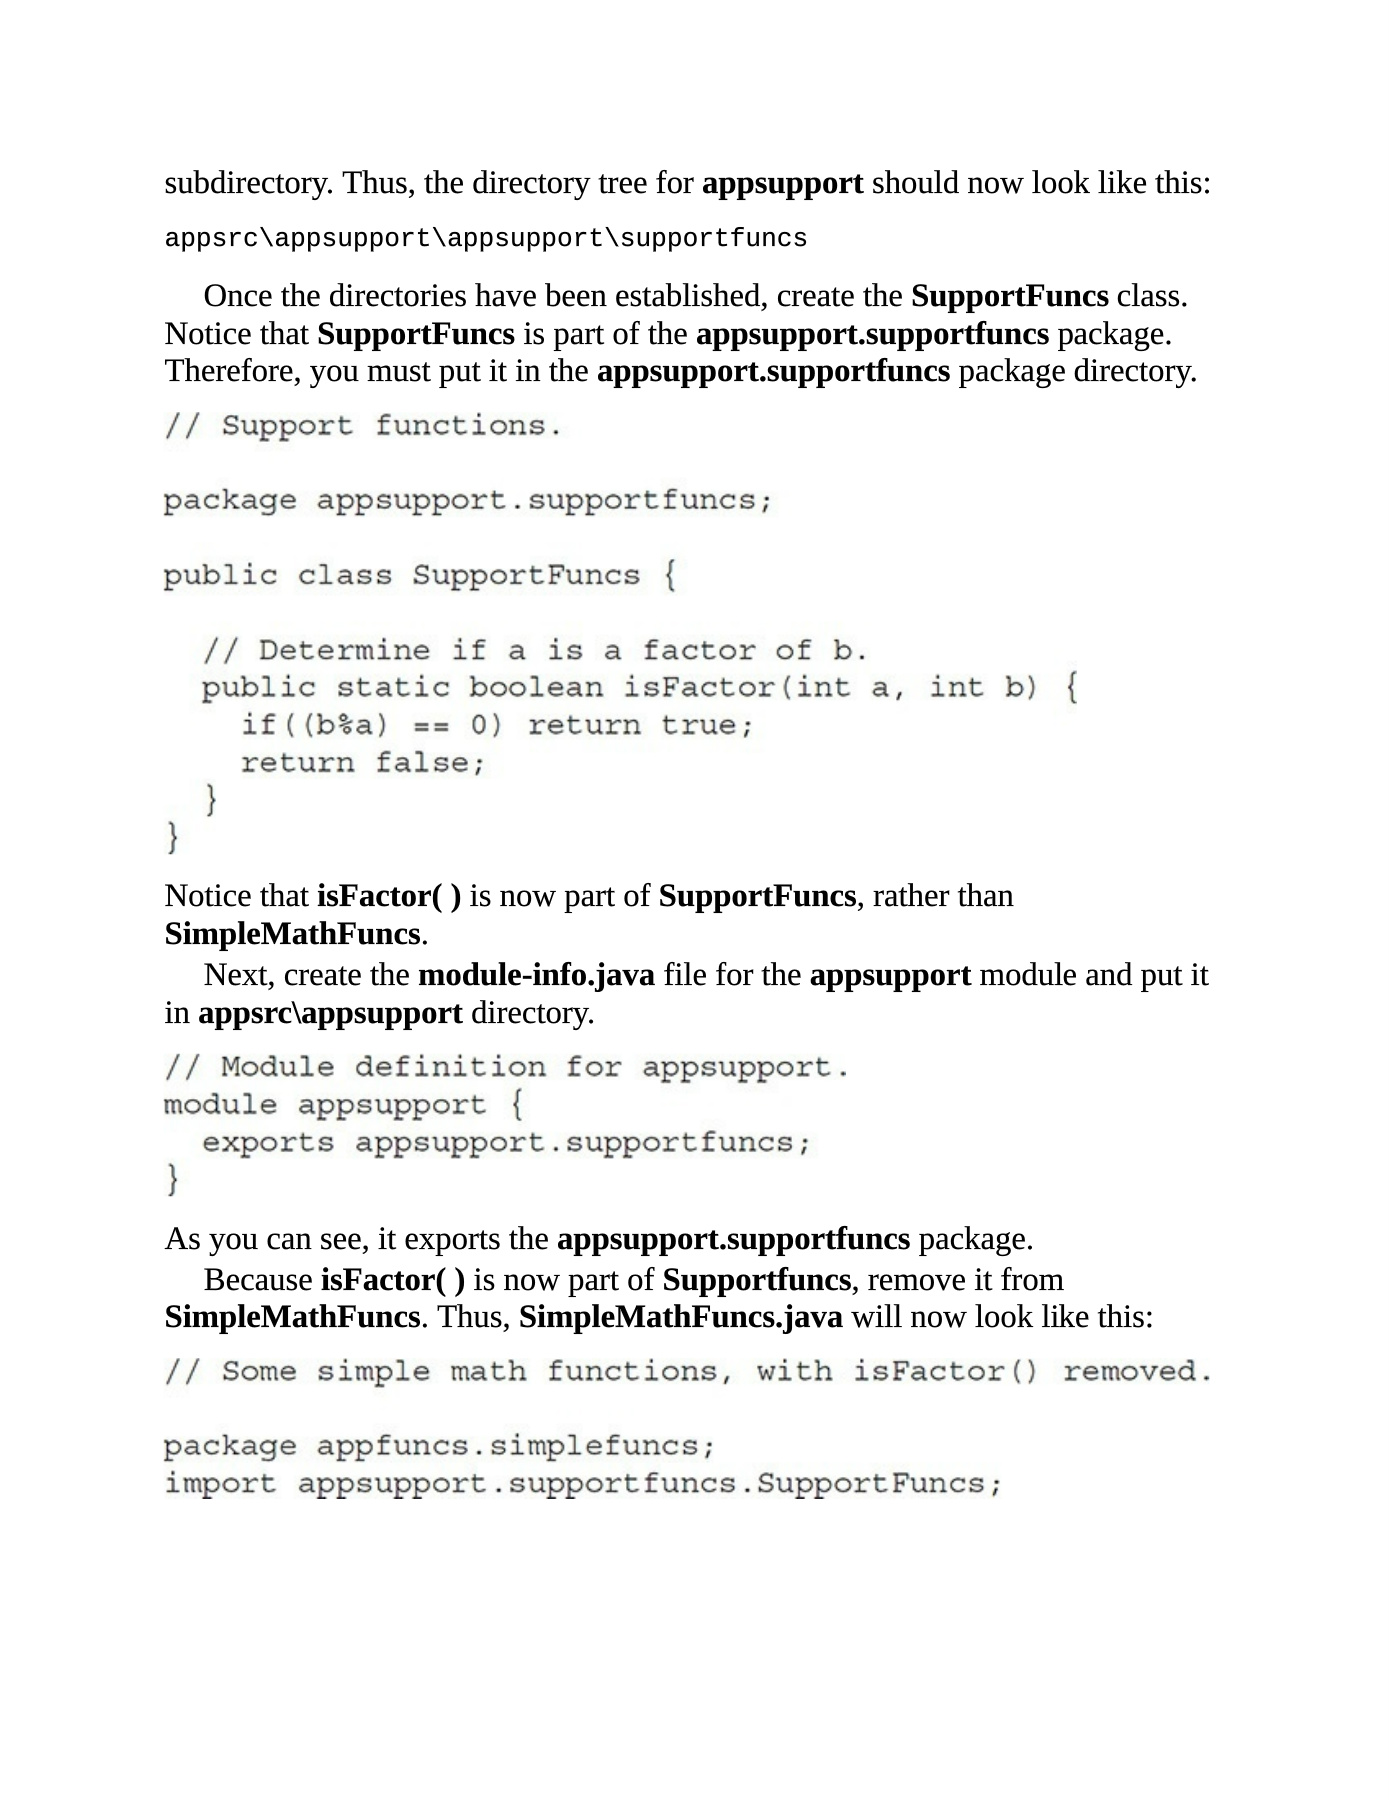 subdirectory. Thus, the directory tree for appsupport should now look like this:
appsrc\appsupport\appsupport\supportfuncs
Once the directories have been established, create the SupportFuncs class.
Notice that SupportFuncs is part of the appsupport.supportfuncs package.
Therefore, you must put it in the appsupport.supportfuncs package directory.
// Support functions.
package appsupport.supportfuncs;
public class SupportFuncs {
// Determine if a is a factor of b.
public static boolean isFactor(int a, int b) {
if((b%a) == 0) return true;
return false;
}
}
Notice that isFactor( ) is now part of SupportFuncs, rather than
SimpleMathFuncs.
Next, create the module-info.java file for the appsupport module and put it
in appsrc\appsupport directory.
// Module definition for appsupport.
module appsupport {
exports appsupport.supportfuncs;
}
As you can see, it exports the appsupport.supportfuncs package.
Because isFactor( ) is now part of Supportfuncs, remove it from
SimpleMathFuncs. Thus, SimpleMathFuncs.java will now look like this:
// Some simple math functions, with isFactor() removed.
package appfuncs.simplefuncs;
import appsupport.supportfuncs.SupportFuncs;